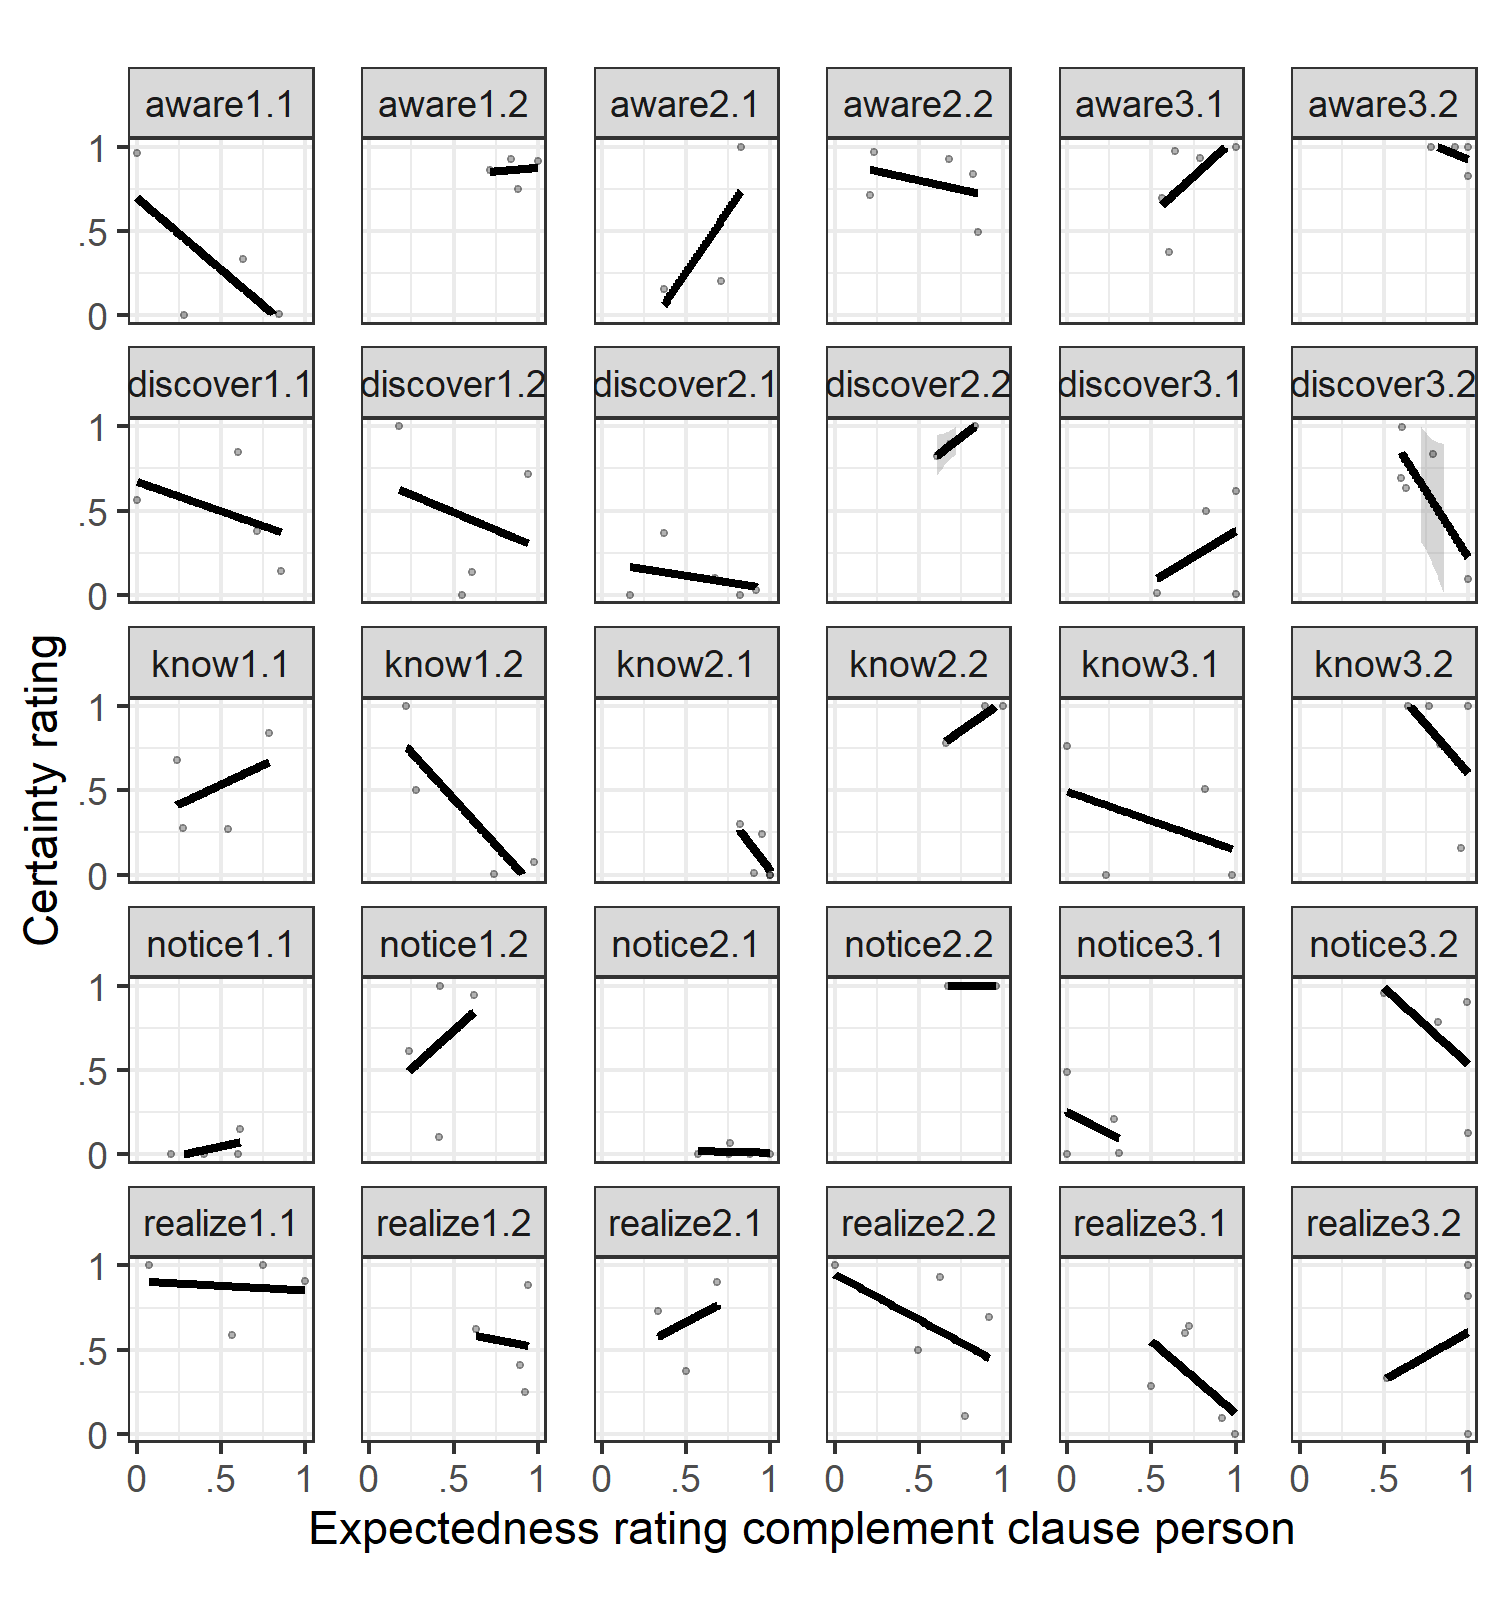 aware1.1 aware1.2 aware2.1 aware2.2 aware3.1 aware3.2
1
.5
0
discover1.1 discover1.2 discover2.1 discover2.2 discover3.1 discover3.2
1
.5
0
know1.1 know1.2 know2.1 know2.2 know3.1 know3.2
1
.5
0
notice1.1 notice1.2 notice2.1 notice2.2 notice3.1 notice3.2
1
.5
0
realize1.1 realize1.2 realize2.1 realize2.2 realize3.1 realize3.2
1
.5
0
0 .5 1 0 .5 1 0 .5 1 0 .5 1 0 .5 1 0 .5 1
Expectedness rating complement clause person
Certainty rating